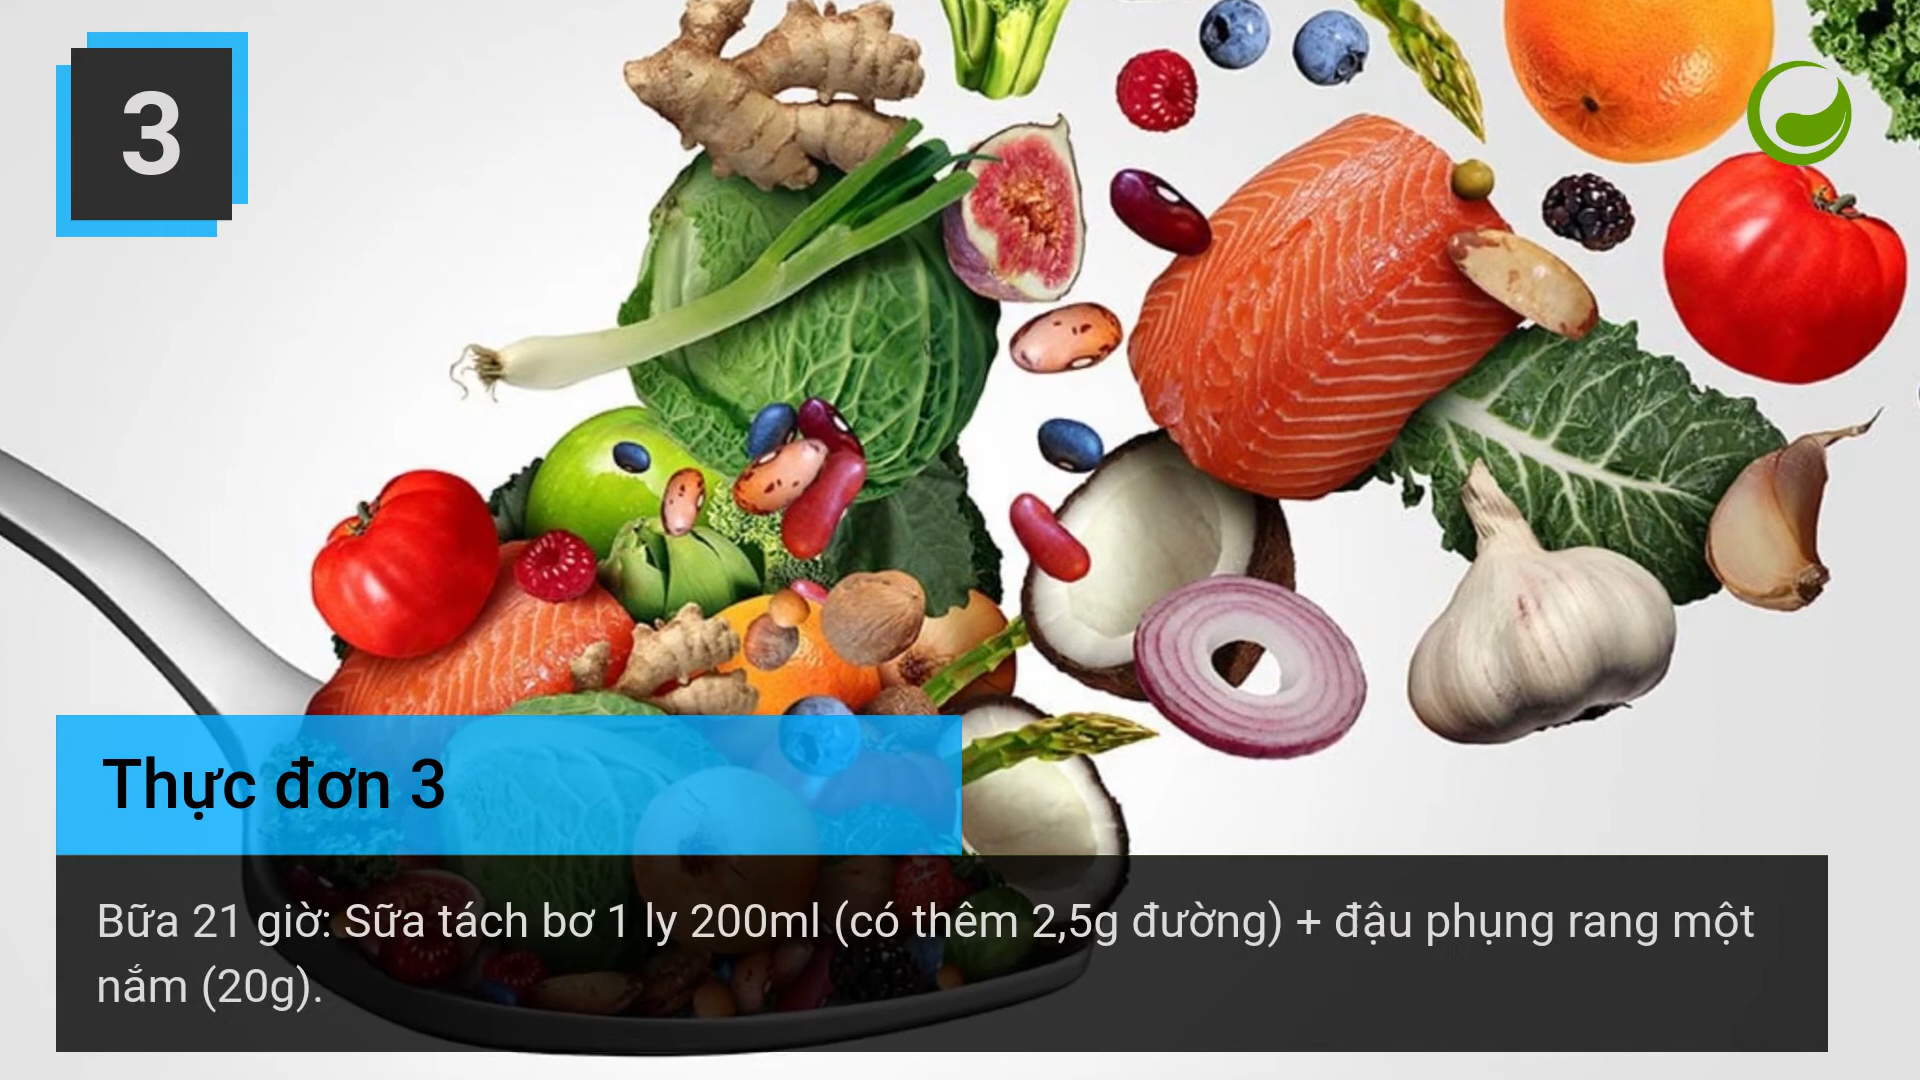 3
Thực đơn 3
Bữa 21 giờ: Sữa tách bơ 1 ly 200ml (có thêm 2,5g đường) + đậu phụng rang một
nắm (20g).